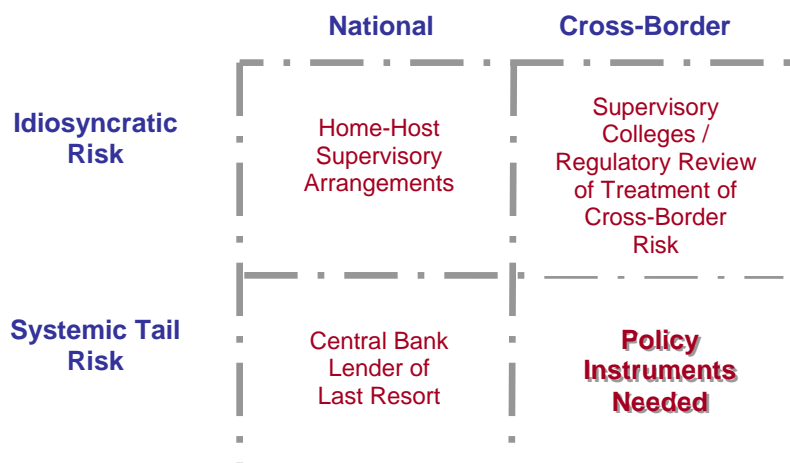 National
Cross-Border
Idiosyncratic
Risk
Home-Host
Supervisory
Arrangements
Supervisory
Colleges /
Regulatory Review
of Treatment of
Cross-Border
Risk
Systemic Tail
Risk
Central Bank
Lender of
Last Resort
Policy
Instruments
Needed